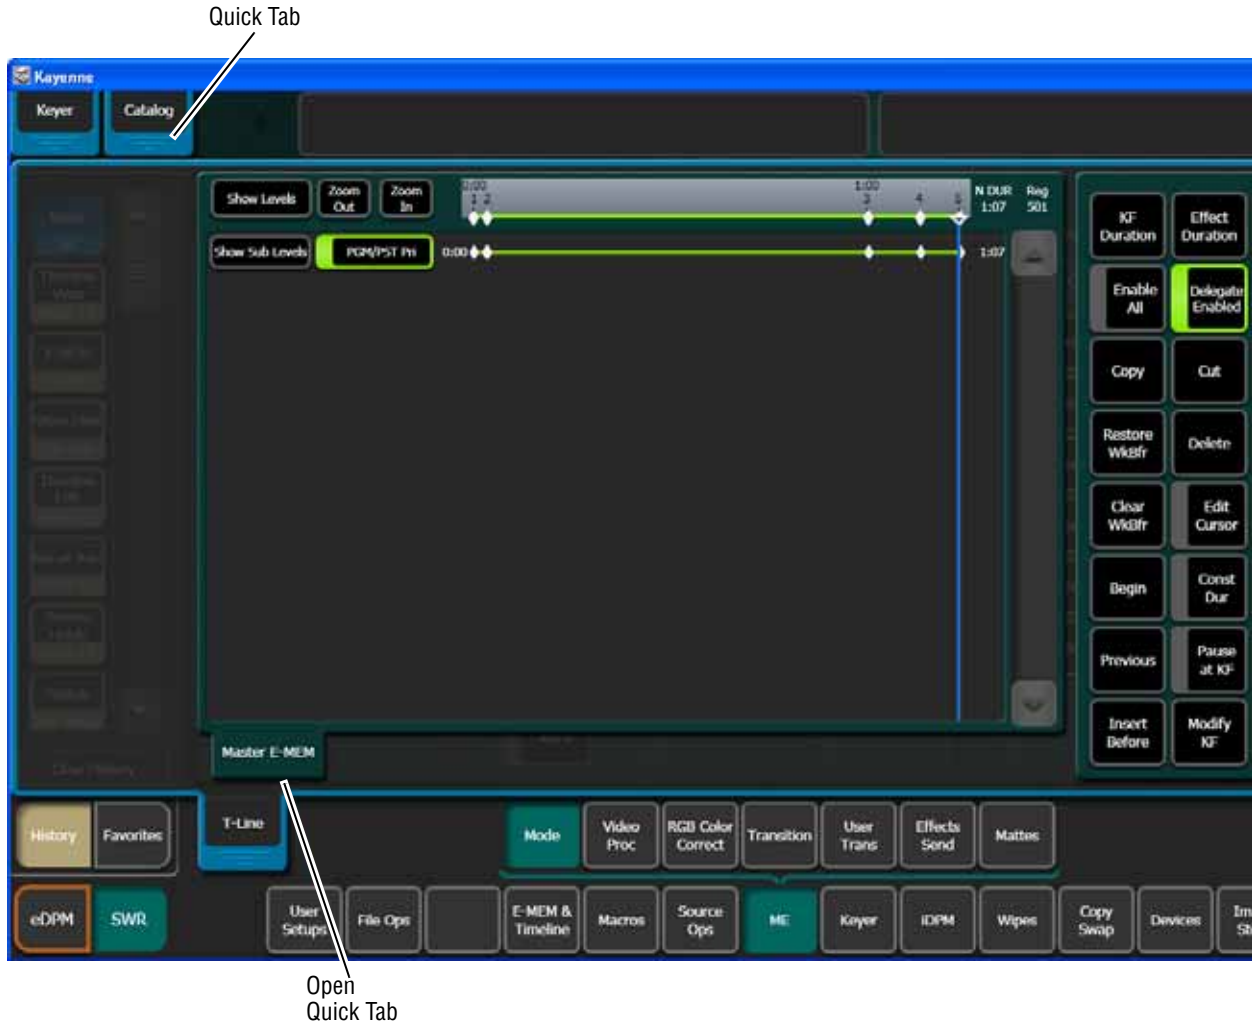 Quick Tab
Kayenne
Keyer
Catalog
Show Levels
Zoom
Out
Zoom
In
0:00
1 2
1:00
3
4
N DUR
1:07
Reg
501
Show Sub Levels
PGM/PST Pri
0:00
1:07
KF
Duration
Effect
Duration
Enable
All
Delegate
Enabled
Copy
Cut
Restore
WkBfr
Delete
Clear
WkBfr
Edit
Cursor
Begin
Const
Dur
Previous
Pause
at KF
Insert
Before
Modify
KF
Master E-MEM
Clear History
T-Line
History
Favorites
Mode
Video
Proc
RGB Color
Correct
Transition
User
Trans
Effects
Send
Mattes
eDPM
SWR
User
Setups
File Ops
E-MEM &
Timeline
Macros
Source
Ops
ME
Keyer
iDPM
Wipes
Copy
Swap
Devices
Im
St
Open
Quick Tab